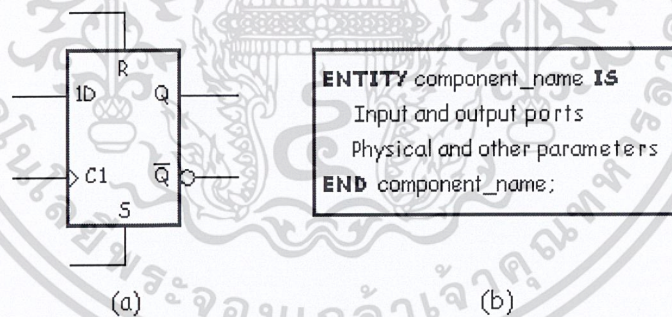 R
1D Q
C1 Q̅
S
(a)
ENTITY component_name IS
Input and output ports
Physical and other parameters
END component_name;
(b)